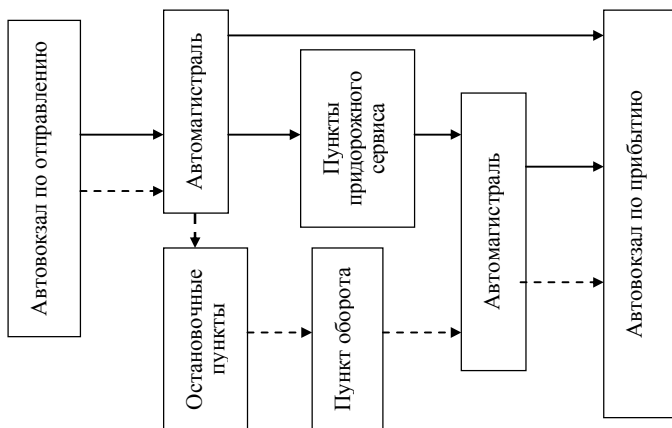 Автовокзал по отправлению
Автомагистраль
Пункты
придорожного
сервиса
Автомагистраль
Автовокзал по прибытию
Остановочные
пункты
Пункт оборота